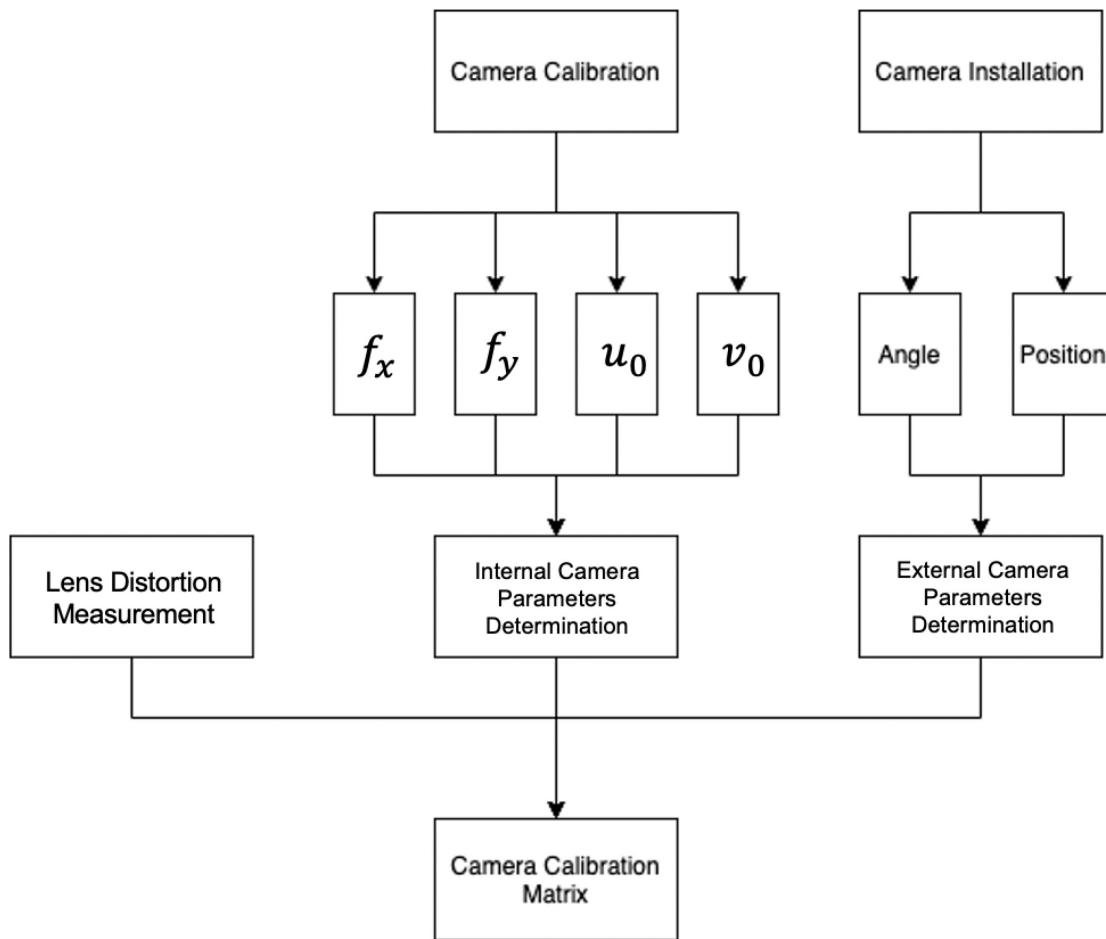 Camera Calibration
Camera Installation
f_x
f_y
u_0
v_0
Angle
Position
Lens Distortion
Measurement
Internal Camera
Parameters
Determination
External Camera
Parameters
Determination
Camera Calibration
Matrix